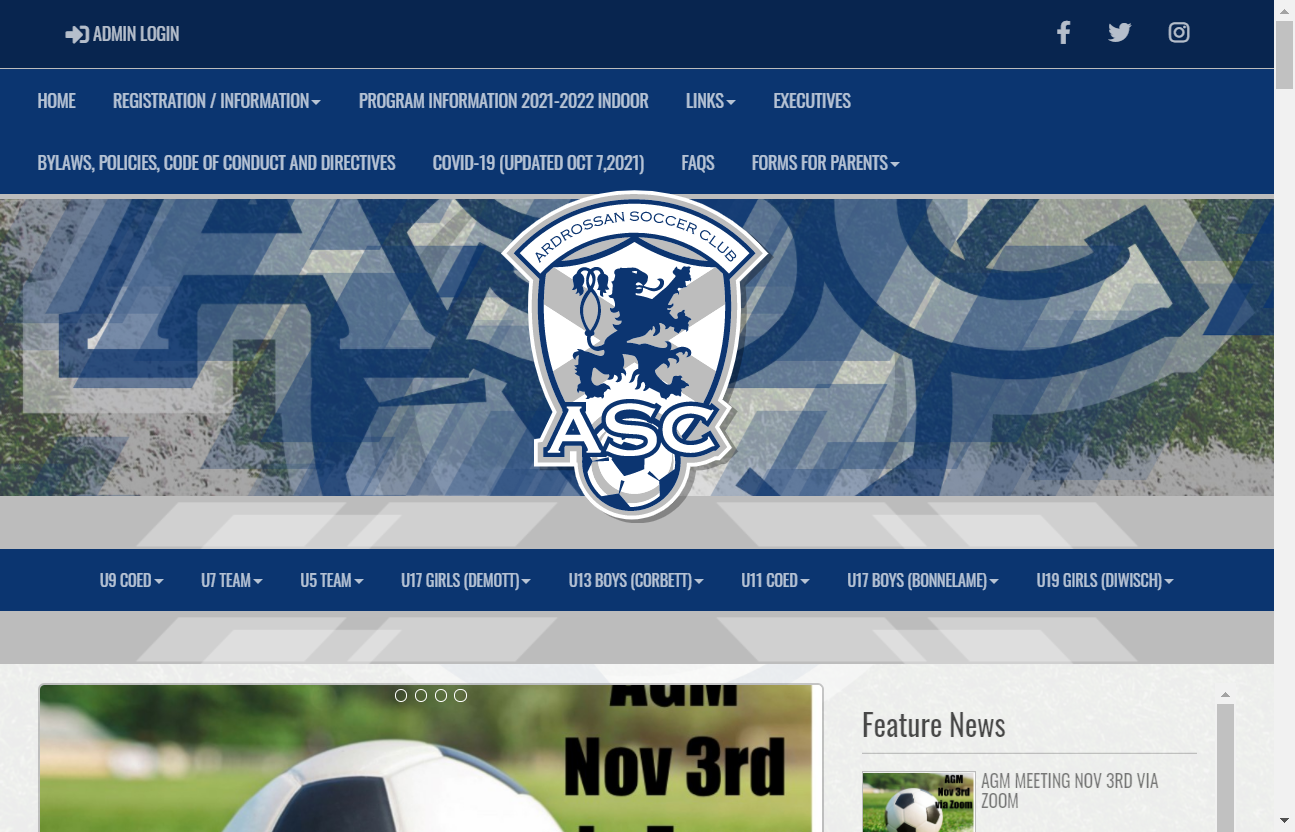 ADMIN LOGIN
HOME REGISTRATION / INFORMATION PROGRAM INFORMATION 2021-2022 INDOOR LINKS EXECUTIVES
BYLAWS, POLICIES, CODE OF CONDUCT AND DIRECTIVES COVID-19 (UPDATED OCT 7,2021) FAQS FORMS FOR PARENTS
ARDROSSAN SOCCER CLUB
ASC
U9 COED U7 TEAM U5 TEAM U17 GIRLS (DEMOTT) U13 BOYS (CORBETT) U11 COED U17 BOYS (BONNELAME) U19 GIRLS (DIWISCH)
AGM
Nov 3rd
Feature News
AGM
Nov 3rd
via Zoom
AGM MEETING NOV 3RD VIA
ZOOM